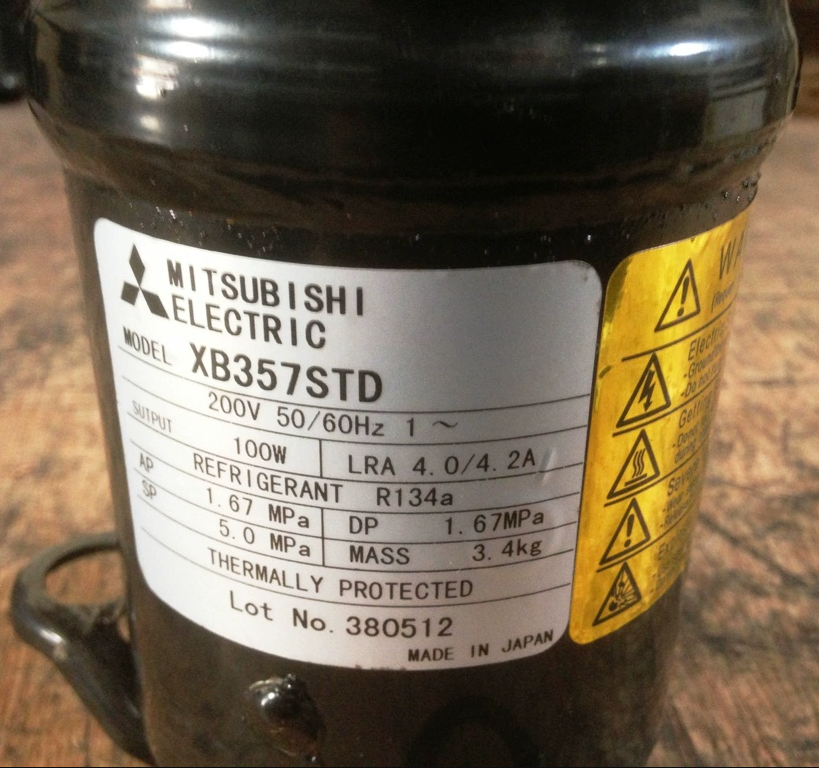 MITSUBISHI
ELECTRIC
MODEL XB357STD
200V 50/60Hz 1 ~
SUTPUT 100W LRA 4.0/4.2A
REFRIGERANT R134a
AP 1.67 MPa DP 1.67MPa
SP 5.0 MPa MASS 3.4kg
THERMALLY PROTECTED
Lot No. 380512
MADE IN JAPAN